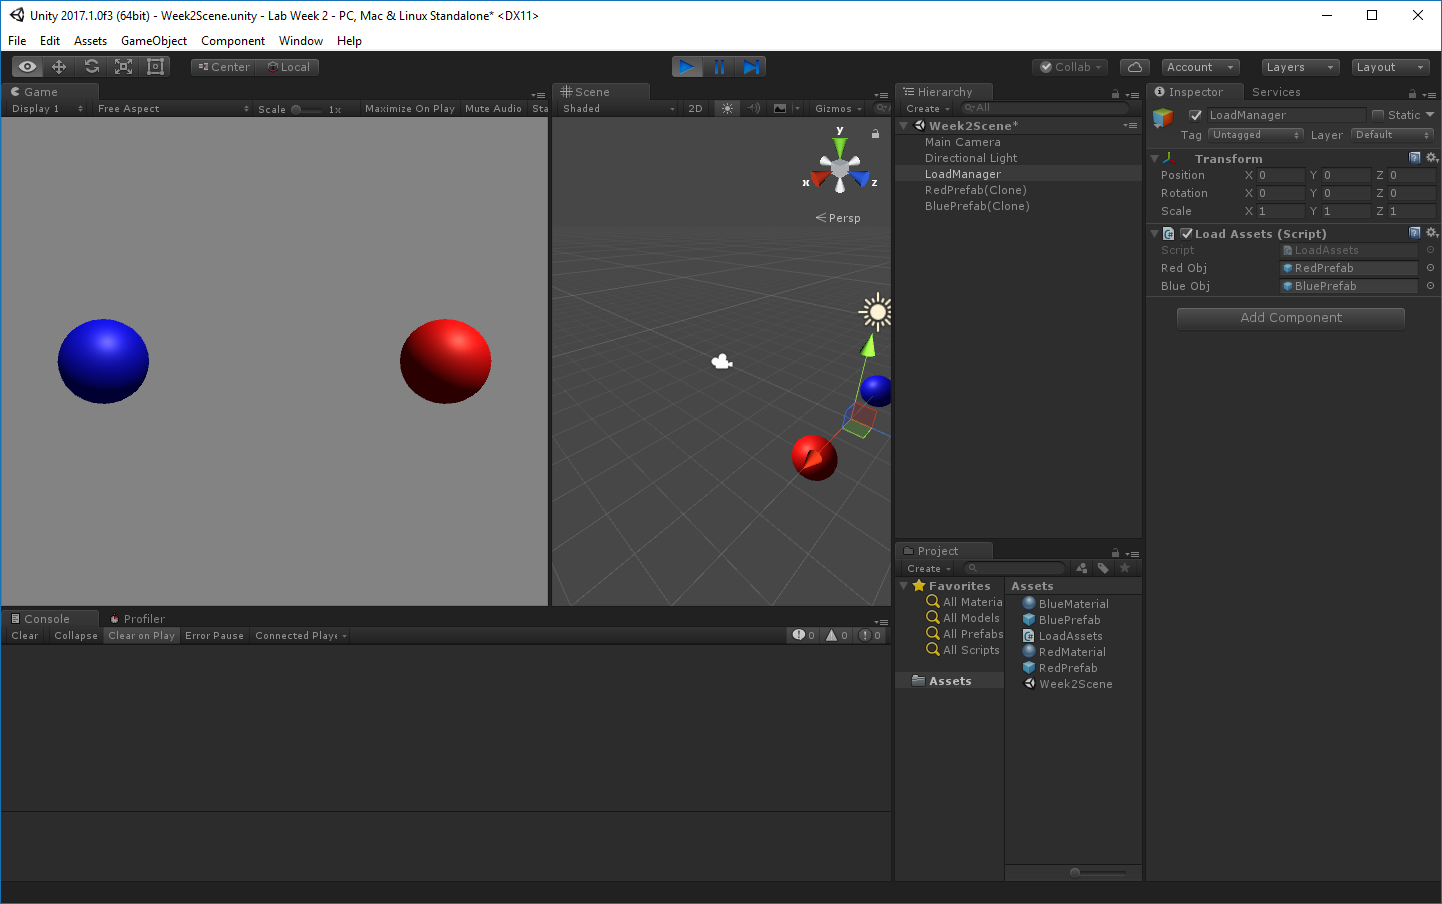 Unity 2017.1.0f3 (64bit) - Week2Scene.unity - Lab Week 2 - PC, Mac & Linux Standalone* <DX11>
File Edit Assets GameObject Component Window Help
Center Local
Collab Account Layers Layout
Game
Display 1 Free Aspect Scale 1x Maximize On Play Mute Audio Sta
Scene
Shaded 2D Gizmos All
y
x z
Persp
Hierarchy
Create All
Week2Scene*
Main Camera
Directional Light
LoadManager
RedPrefab(Clone)
BluePrefab(Clone)
Inspector Services
LoadManager Static
Tag Untagged Layer Default
Transform
Position X 0 Y 0 Z 0
Rotation X 0 Y 0 Z 0
Scale X 1 Y 1 Z 1
Load Assets (Script)
Script LoadAssets
Red Obj RedPrefab
Blue Obj BluePrefab
Add Component
Project
Create
Favorites
All Materia
All Models
All Prefabs
All Scripts
Assets
Assets
BlueMaterial
BluePrefab
LoadAssets
RedMaterial
RedPrefab
Week2Scene
Console Profiler
Clear Collapse Clear on Play Error Pause Connected Playe 0 0 0